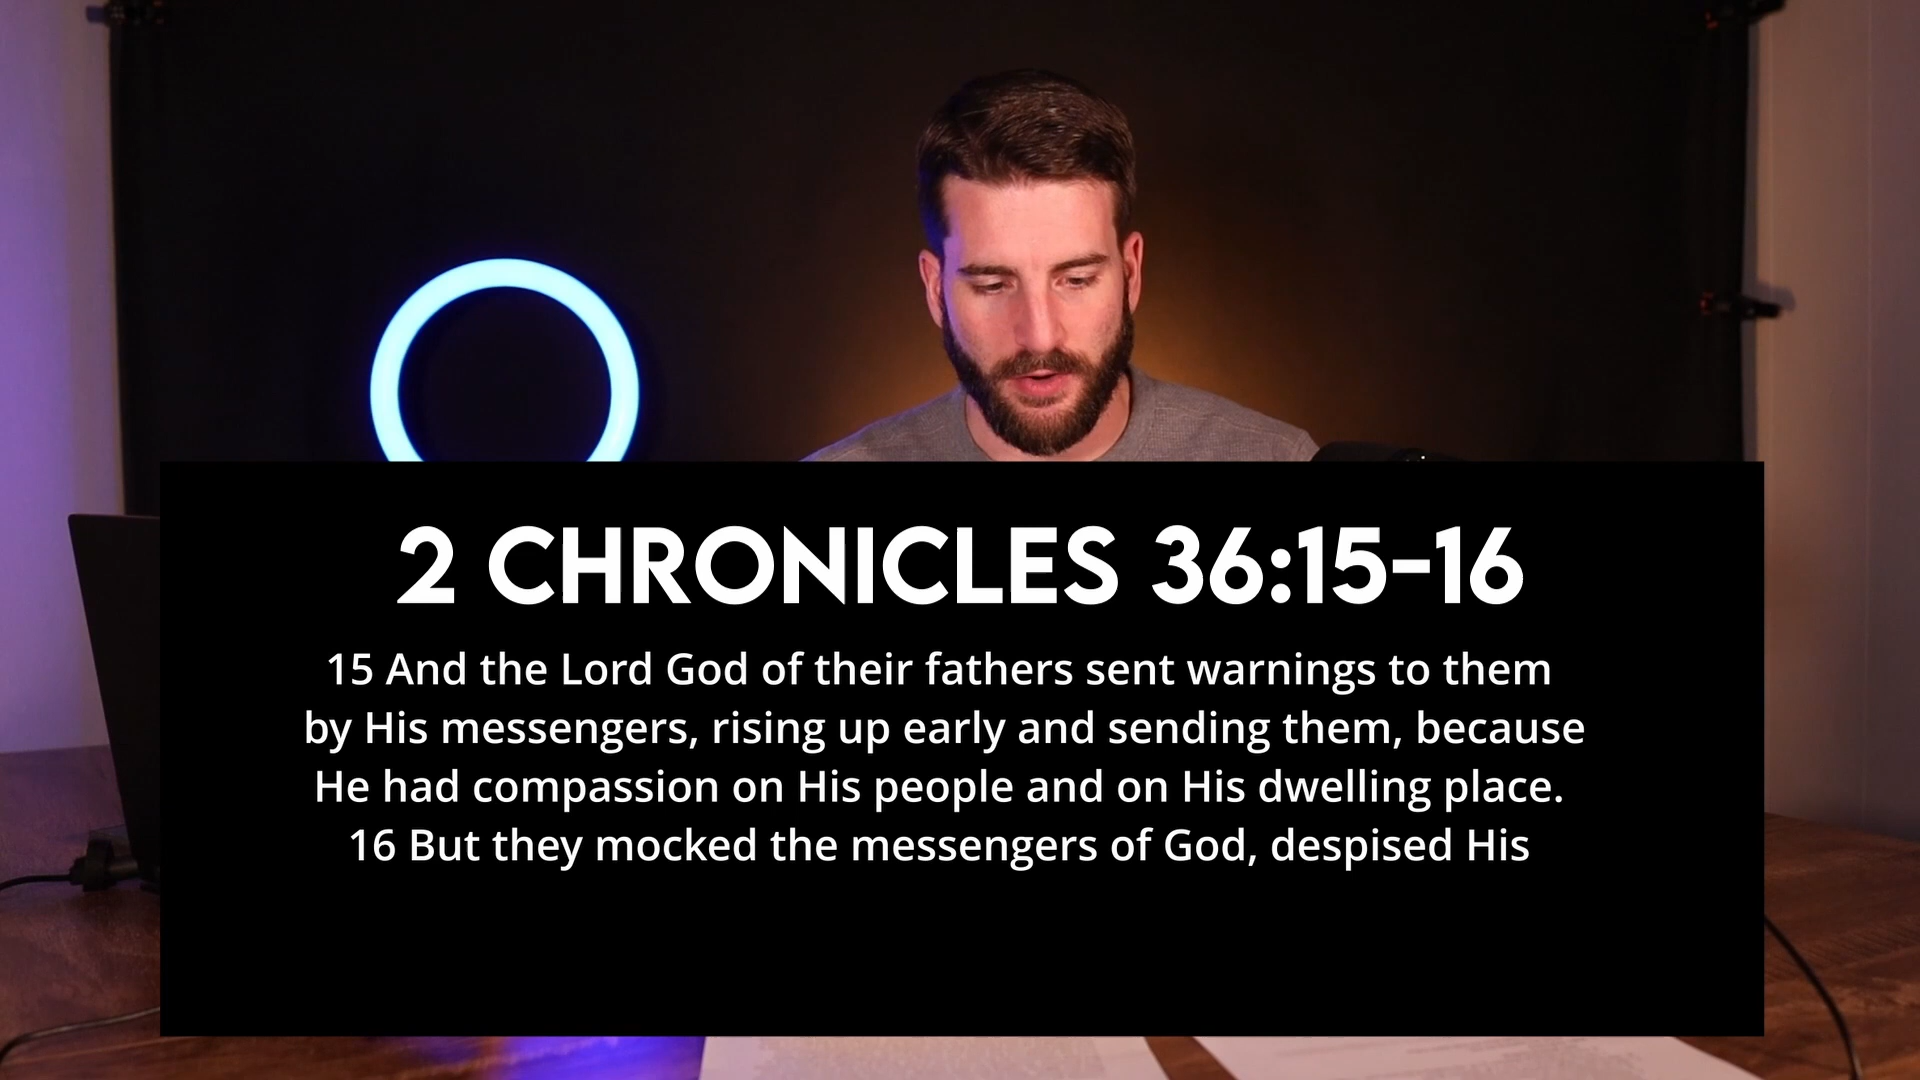 2 CHRONICLES 36:15-16
15 And the Lord God of their fathers sent warnings to them
by His messengers, rising up early and sending them, because
He had compassion on His people and on His dwelling place.
16 But they mocked the messengers of God, despised His